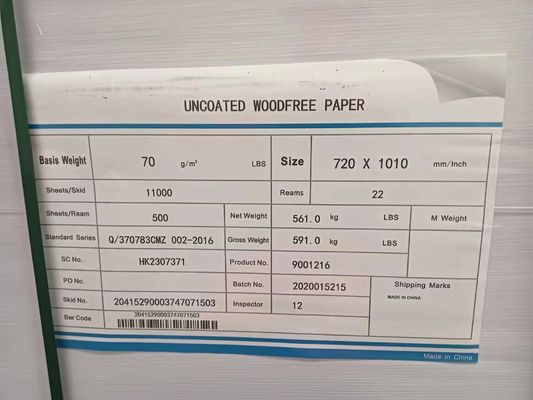 UNCOATED WOODFREE PAPER
Basis Weight 70 g/m² LBS Size 720 X 1010 mm/Inch
Sheets/Skid 11000 Reams 22
Sheets/Ream 500 Net Weight 561.0 kg LBS M Weight
Standard Series Q/370783CMZ 002-2016 Gross Weight 591.0 kg LBS
SC No. HK2307371 Product No. 9001216
PO No. Batch No. 2020015215 Shipping Marks
Skid No. 20415290003747071503 Inspector 12 MADE IN CHINA
Bar Code 20415290003747071503
Made in China